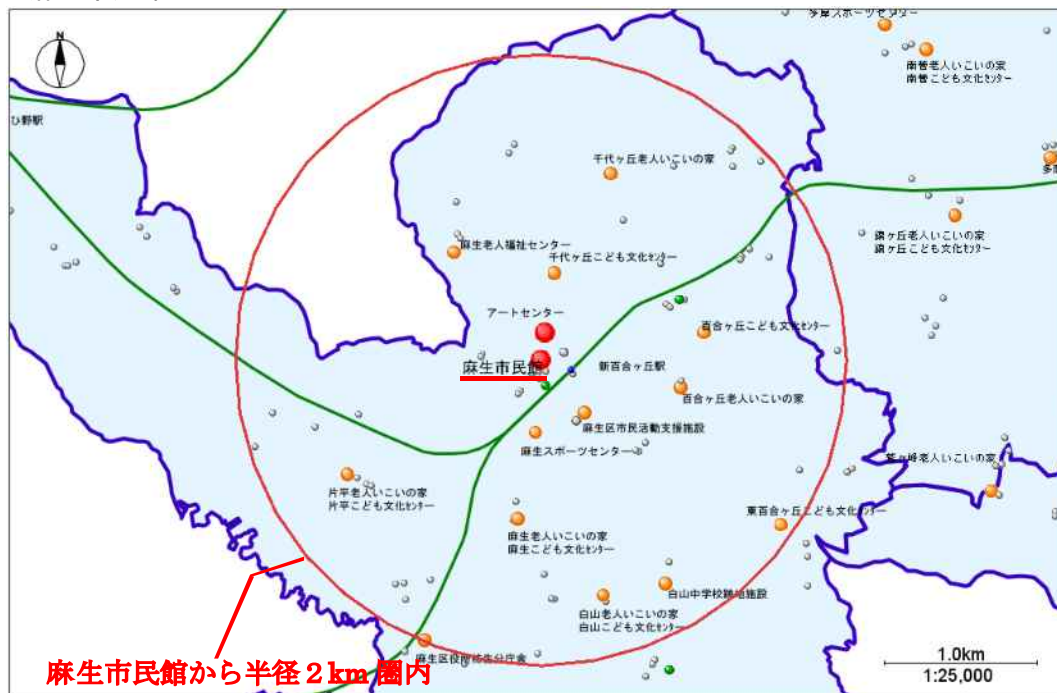 N
多摩スポーツセンター
南菅老人いこいの家
南菅こども文化センター
ひ野駅
千代ヶ丘老人いこいの家
麻生老人福祉センター
千代ヶ丘こども文化センター
錦ヶ丘老人いこいの家
錦ヶ丘こども文化センター
アートセンター
百合ヶ丘こども文化センター
麻生市民館
新百合ヶ丘駅
百合ヶ丘老人いこいの家
麻生区市民活動支援施設
麻生スポーツセンター
鷲ヶ峰老人いこいの家
片平老人いこいの家
片平こども文化センター
東百合ヶ丘こども文化センター
麻生老人いこいの家
麻生こども文化センター
白山中学校跡地施設
白山老人いこいの家
白山こども文化センター
麻生市民館から半径2km圏内
1.0km
1:25,000